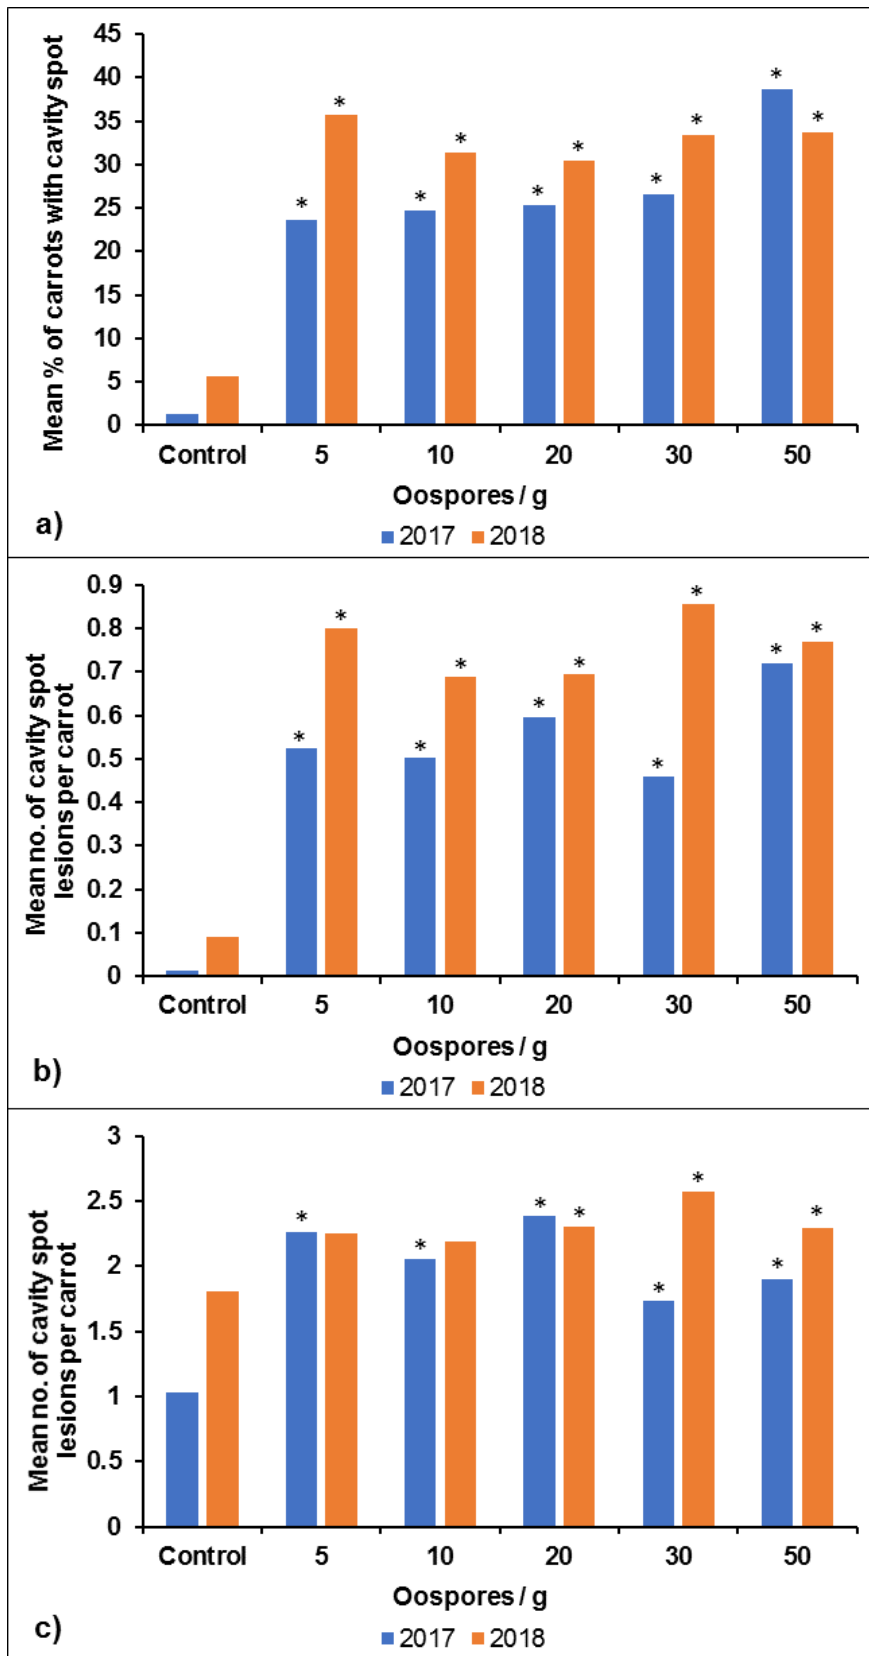 Mean % of carrots with cavity spot
45
40
35
30
25
20
15
10
5
0
* * * * * * * * * *
Control 5 10 20 30 50
Oospores / g
a)
2017 2018
Mean no. of cavity spot
lesions per carrot
0.9
0.8
0.7
0.6
0.5
0.4
0.3
0.2
0.1
0
* * * * * * * * * *
Control 5 10 20 30 50
Oospores / g
b)
2017 2018
Mean no. of cavity spot
lesions per carrot
3
2.5
2
1.5
1
0.5
0
* * * * * * * *
Control 5 10 20 30 50
Oospores / g
c)
2017 2018